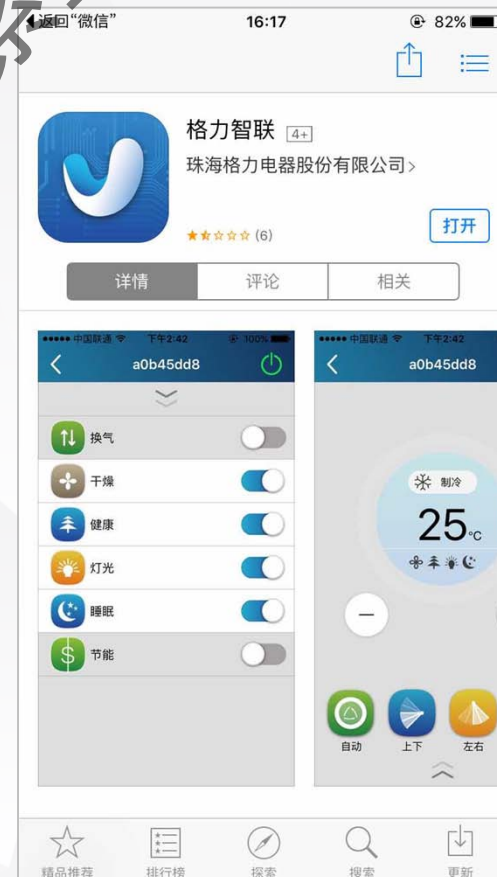 返回“微信”
16:17
82%
格力智联 4+
珠海格力电器股份有限公司>
(6)
打开
详情
评论
相关
中国联通
下午2:42
100%
a0b45dd8
换气
干燥
健康
灯光
睡眠
节能
中国联通
下午2:42
a0b45dd8
制冷
25°C
自动
上下
左右
精品推荐
排行榜
探索
搜索
更新